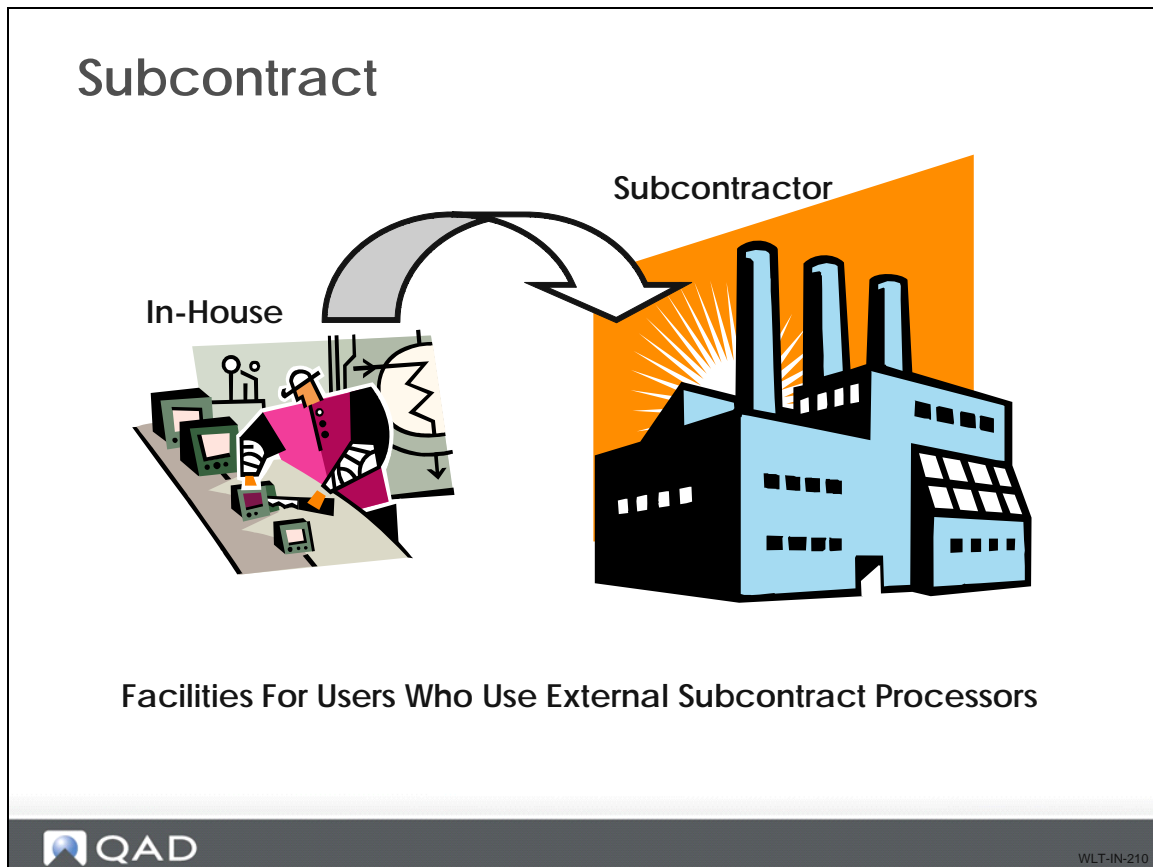 Subcontract
Subcontractor
In-House
Facilities For Users Who Use External Subcontract Processors
QAD
WLT-IN-210